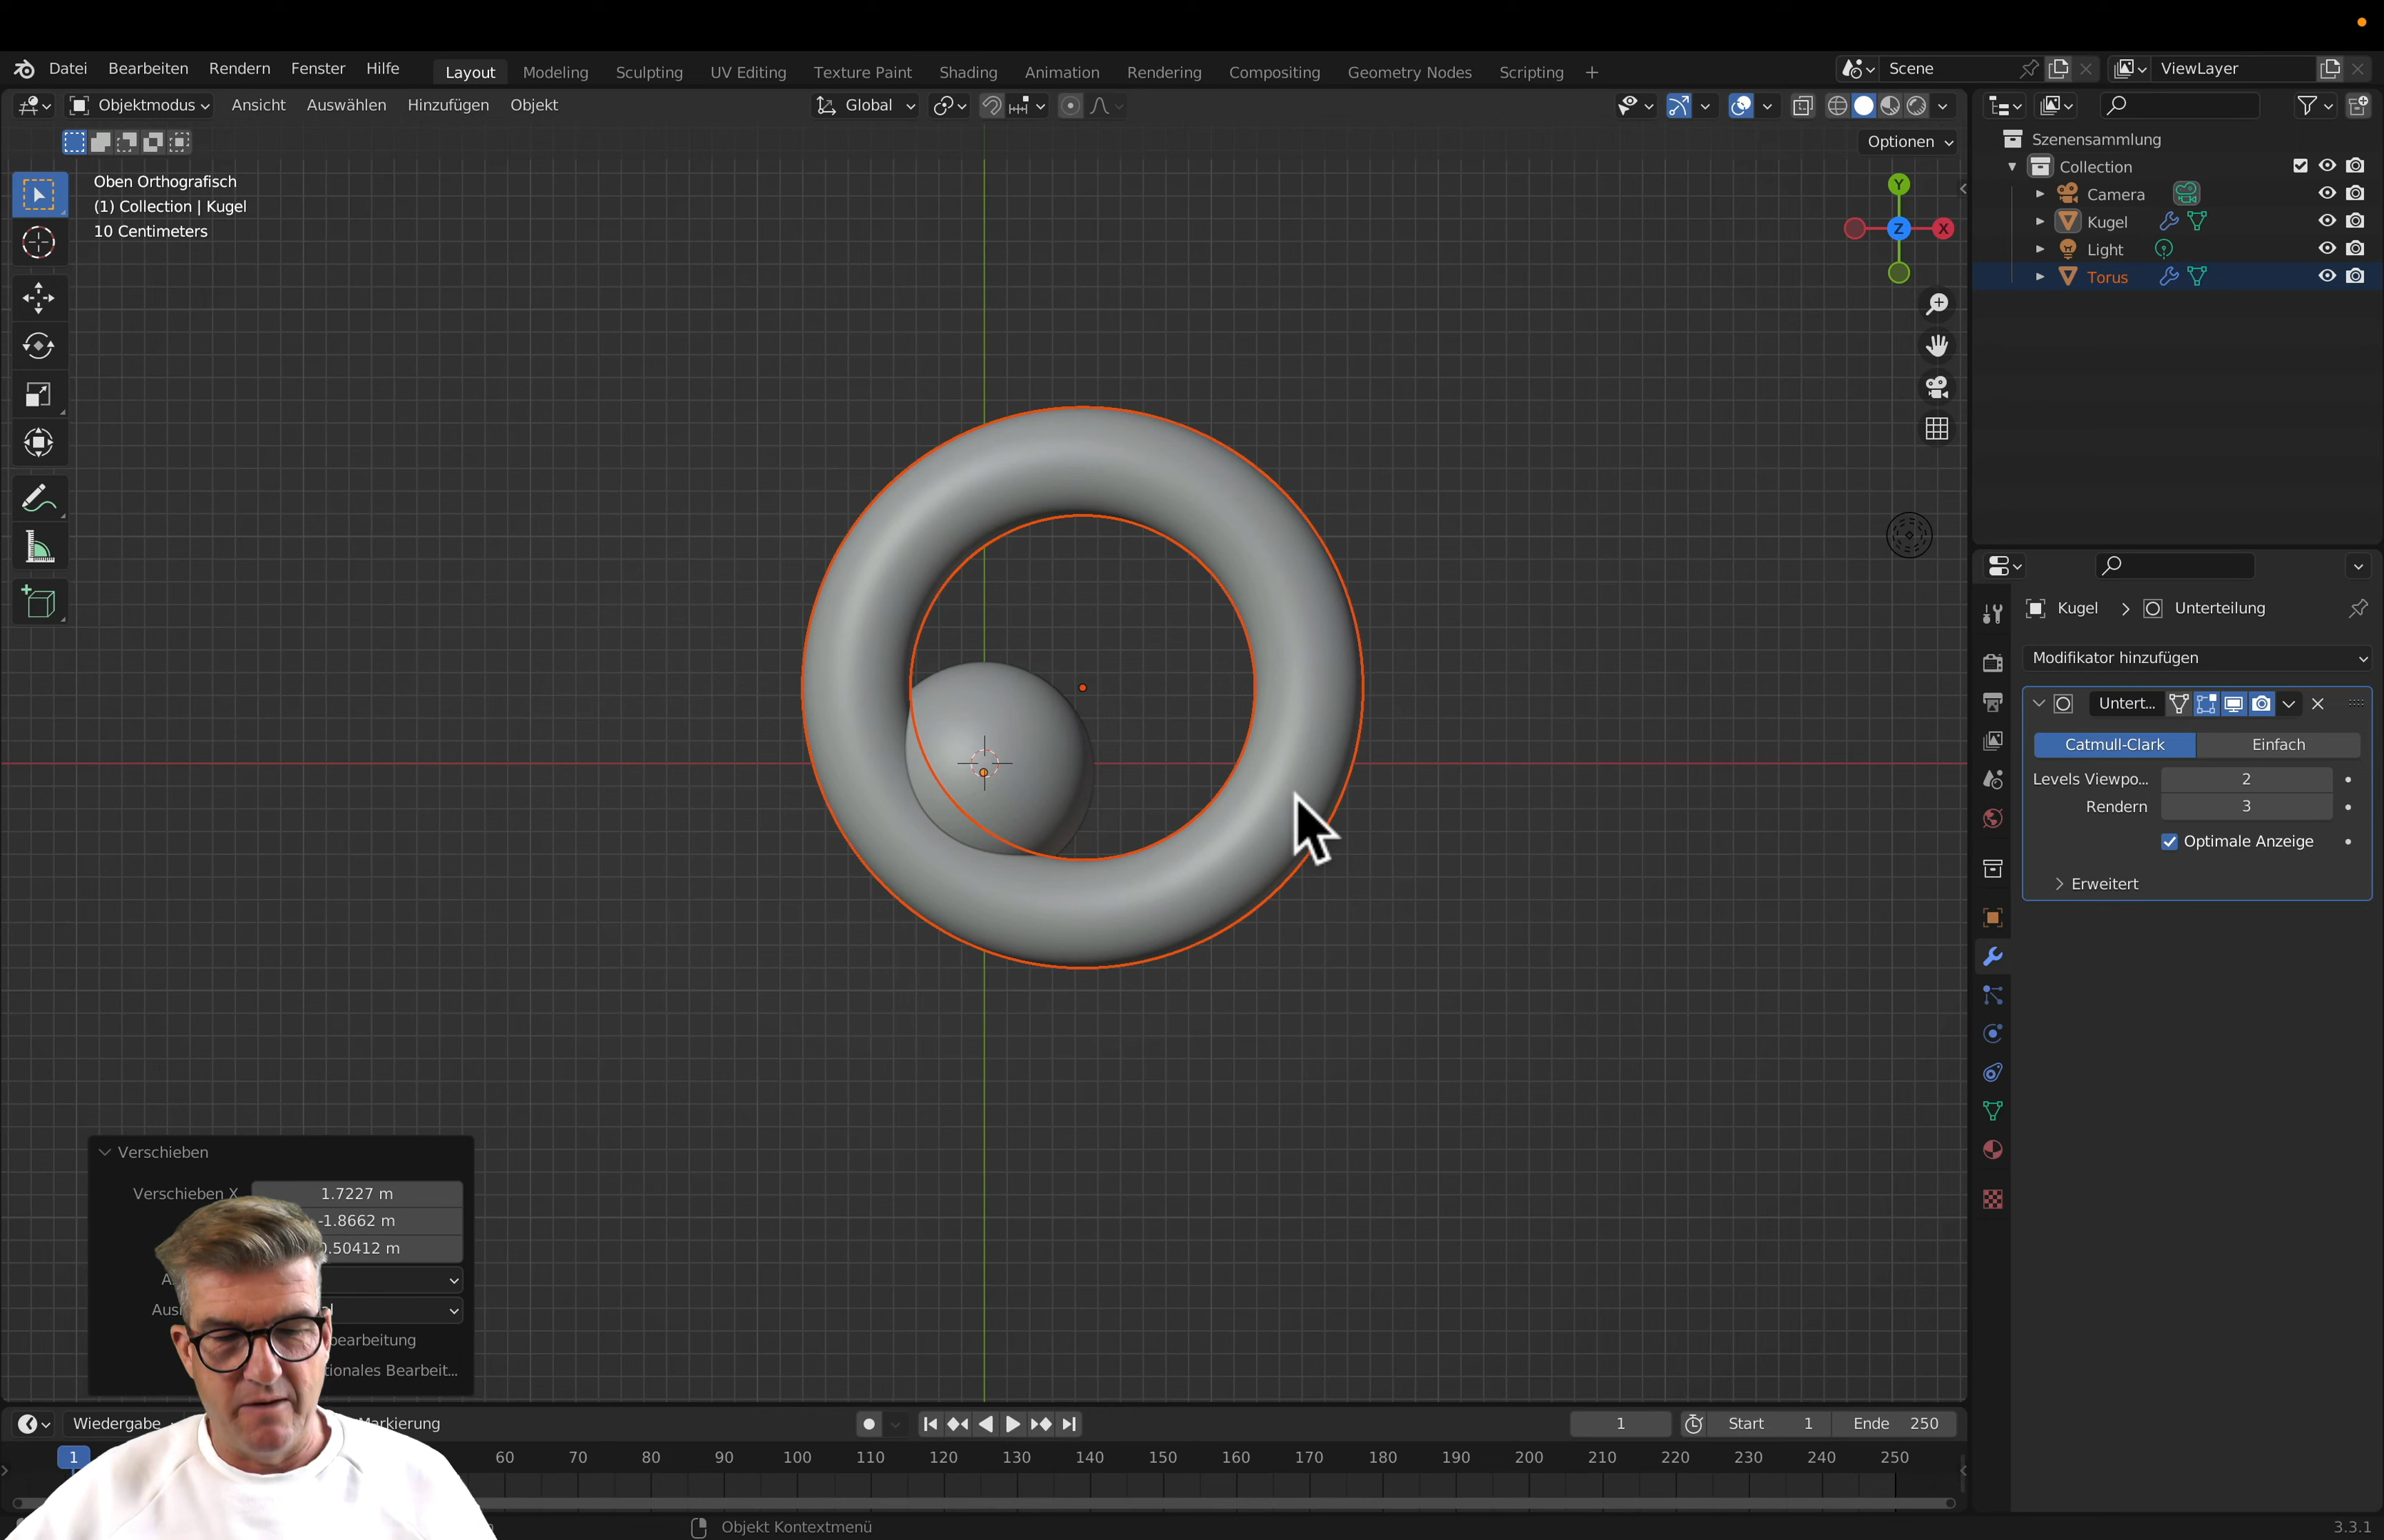 Datei Bearbeiten Rendern Fenster Hilfe Layout Modeling Sculpting UV Editing Texture Paint Shading Animation Rendering Compositing Geometry Nodes Scripting + Scene ViewLayer
Objektmodus Ansicht Auswählen Hinzufügen Objekt Global
Optionen
Oben Orthografisch
(1) Collection | Kugel
10 Centimeters
Y
Z X
Szenensammlung
Collection
Camera
Kugel
Light
Torus
Kugel > Unterteilung
Modifikator hinzufügen
Untert...
Catmull-Clark Einfach
Levels Viewpo... 2
Rendern 3
Optimale Anzeige
Erweitert
Verschieben
Verschieben X 1.7227 m
-1.8662 m
0.50412 m
bearbeitung
tionales Bearbeit...
Wiedergabe Markierung 1 Start 1 Ende 250
1 60 70 80 90 100 110 120 130 140 150 160 170 180 190 200 210 220 230 240 250
Objekt Kontextmenü 3.3.1